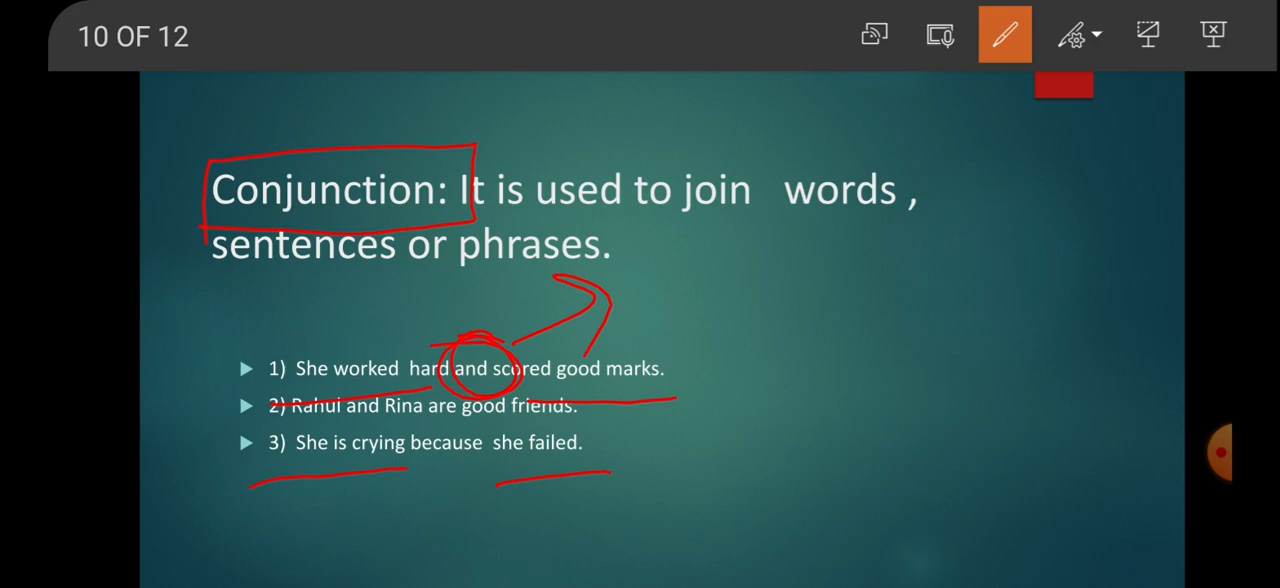 10 OF 12
Conjunction: It is used to join words ,
sentences or phrases.
1) She worked hard and scored good marks.
2) Rahul and Rina are good friends.
3) She is crying because she failed.